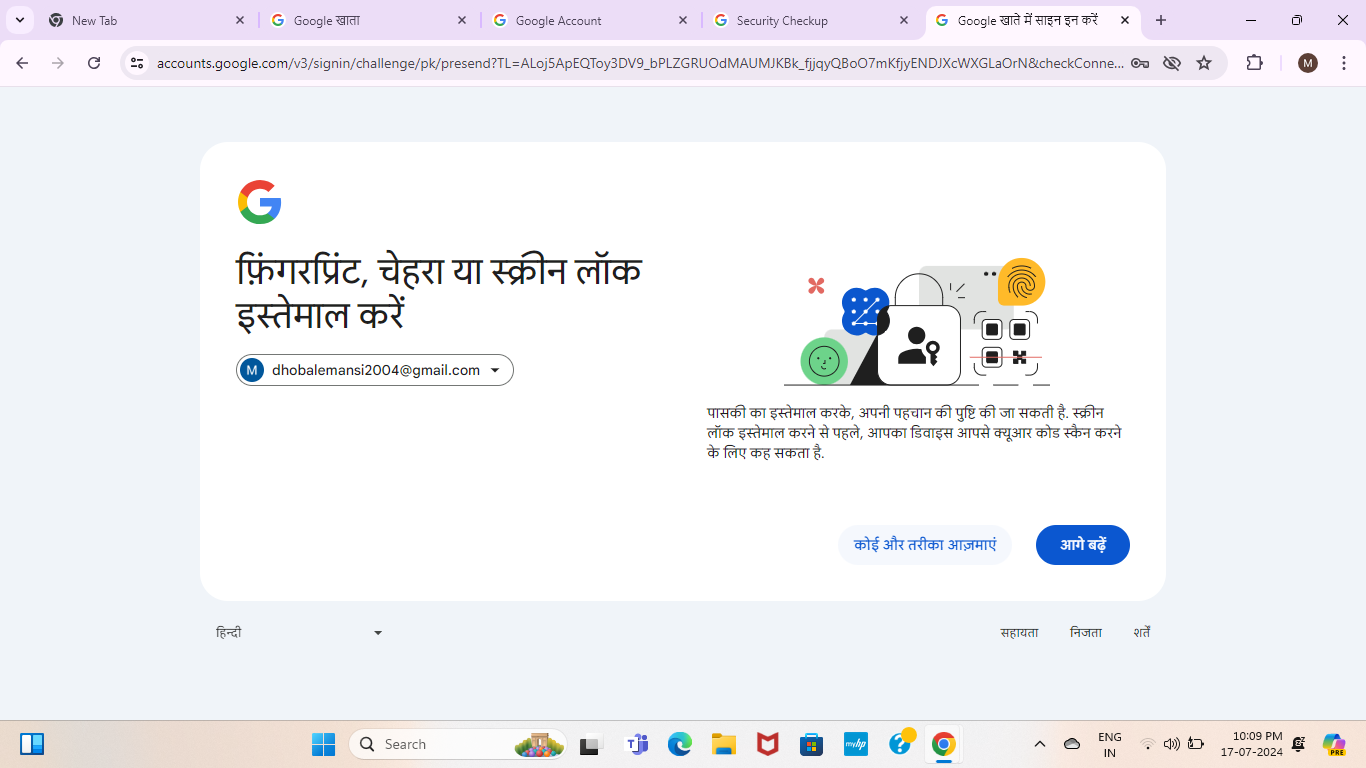 New Tab
Google खाता
Google Account
Security Checkup
Google खाते में साइन इन करें
accounts.google.com/v3/signin/challenge/pk/presend?TL=ALoj5ApEQToy3DV9_bPLZGRUOdMAUMJKBk_fjjqyQBoO7mKfjyENDJXcWXGLaOrN&checkConne...
M
फ़िंगरप्रिंट, चेहरा या स्क्रीन लॉक
इस्तेमाल करें
M dhobalemansi2004@gmail.com
पासकी का इस्तेमाल करके, अपनी पहचान की पुष्टि की जा सकती है. स्क्रीन
लॉक इस्तेमाल करने से पहले, आपका डिवाइस आपसे क्यूआर कोड स्कैन करने
के लिए कह सकता है.
कोई और तरीका आज़माएं
आगे बढ़ें
हिन्दी
सहायता
निजता
शर्तें
Search
myhp
ENG
IN
10:09 PM
17-07-2024
PRE